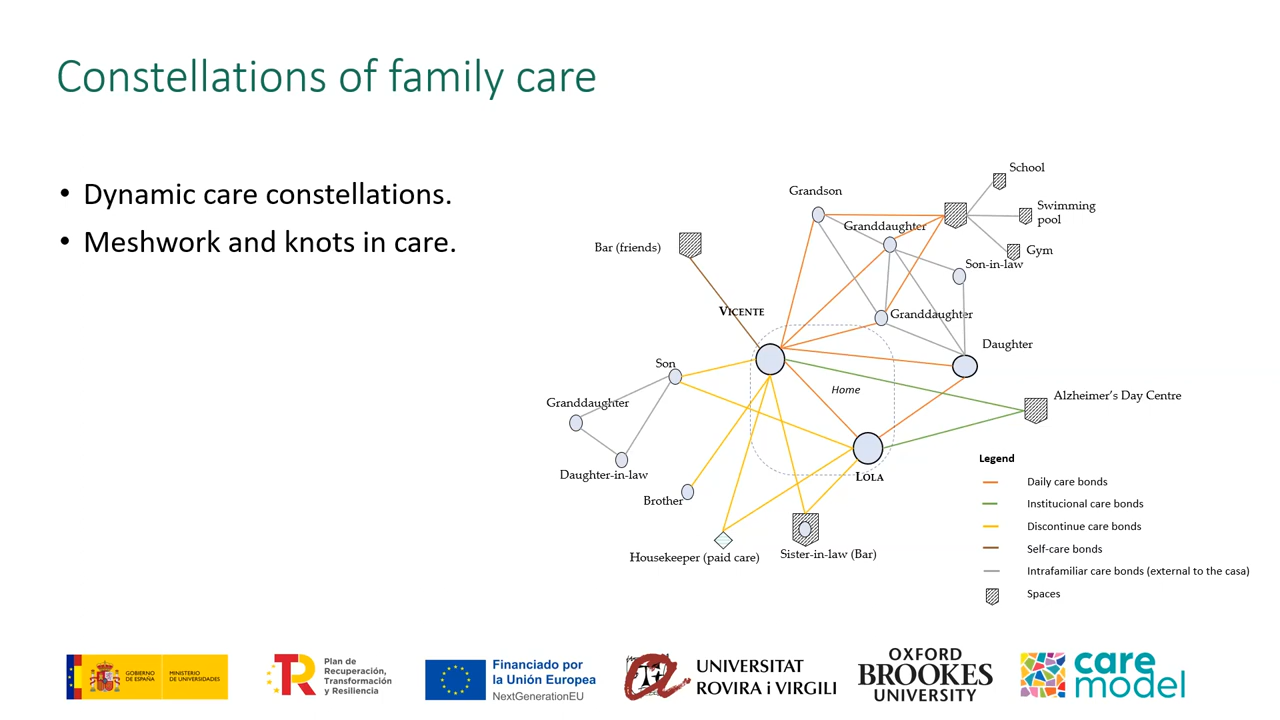 Constellations of family care
• Dynamic care constellations.
• Meshwork and knots in care.
School
Grandson
Swimming
pool
Granddaughter
Bar (friends)
Gym
Son-in-law
VICENTE
Granddaughter
Daughter
Son
Home
Alzheimer's Day Centre
Granddaughter
Legend
Daughter-in-law
LOLA
Daily care bonds
Brother
Institucional care bonds
Discontinue care bonds
Housekeeper (paid care)
Sister-in-law (Bar)
Self-care bonds
Intrafamiliar care bonds (external to the casa)
Spaces
GOBIERNO
DE ESPAÑA
MINISTERIO
DE UNIVERSIDADES
Plan de
Recuperación,
Transformación
y Resiliencia
Financiado por
la Unión Europea
NextGenerationEU
UNIVERSITAT
ROVIRA i VIRGILI
OXFORD
BROOKES
UNIVERSITY
care
model